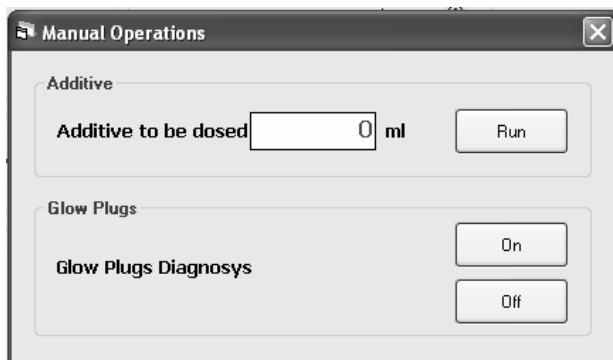 Manual Operations
Additive
Additive to be dosed 0 ml Run
Glow Plugs
On
Glow Plugs Diagnosys
Off